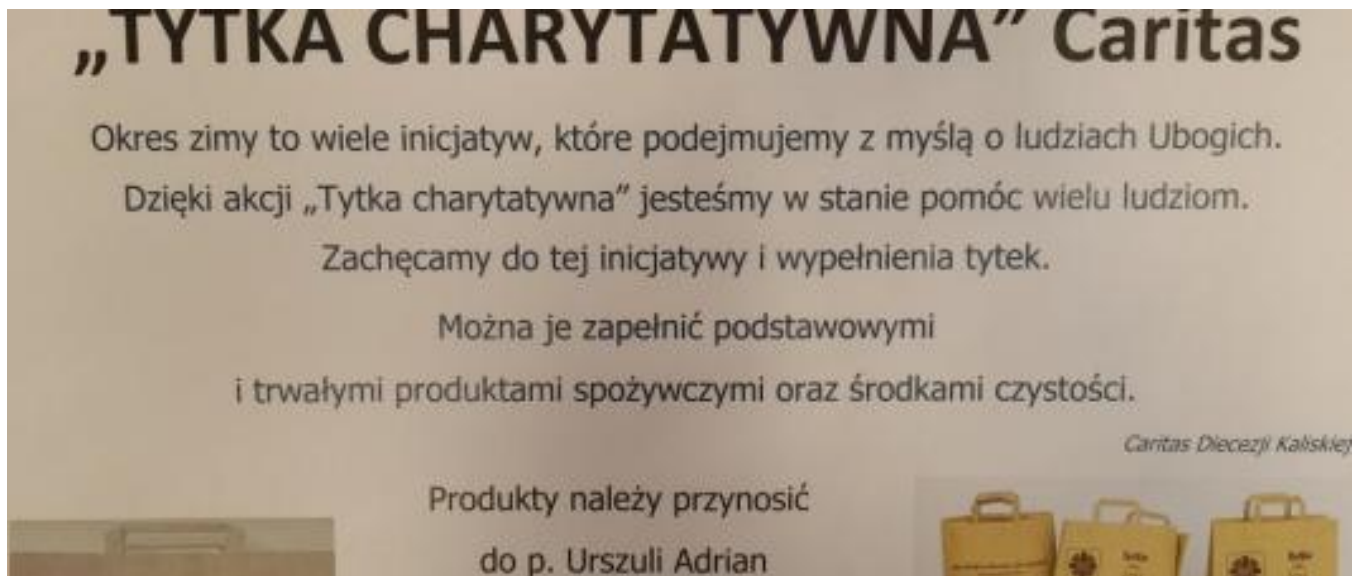 „TYTKA CHARYTATYWNA” Caritas
Okres zimy to wiele inicjatyw, które podejmujemy z myślą o ludziach Ubogich.
Dzięki akcji „Tytka charytatywna” jesteśmy w stanie pomóc wielu ludziom.
Zachęcamy do tej inicjatywy i wypełnienia tytek.
Można je zapełnić podstawowymi
i trwałymi produktami spożywczymi oraz środkami czystości.
Caritas Diecezji Kaliskiej
Produkty należy przynosić
do p. Urszuli Adrian